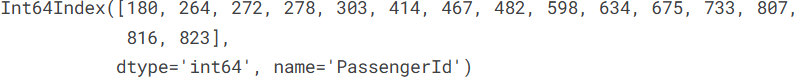 Int64Index([180, 264, 272, 278, 303, 414, 467, 482, 598, 634, 675, 733, 807,
816, 823],
dtype='int64', name='PassengerId')